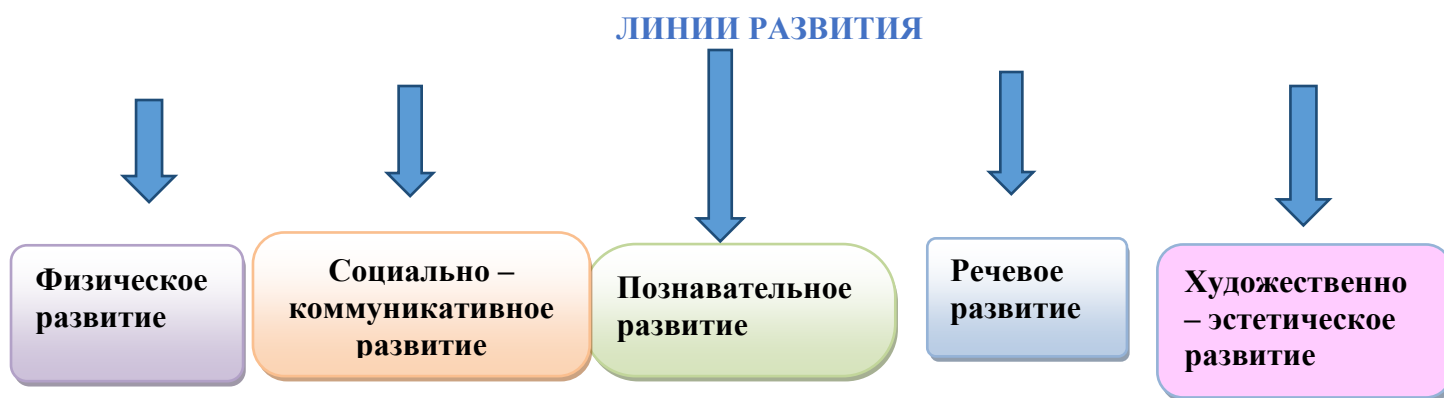 ЛИНИИ РАЗВИТИЯ
Физическое
развитие
Социально –
коммуникативное
развитие
Познавательное
развитие
Речевое
развитие
Художественно
– эстетическое
развитие